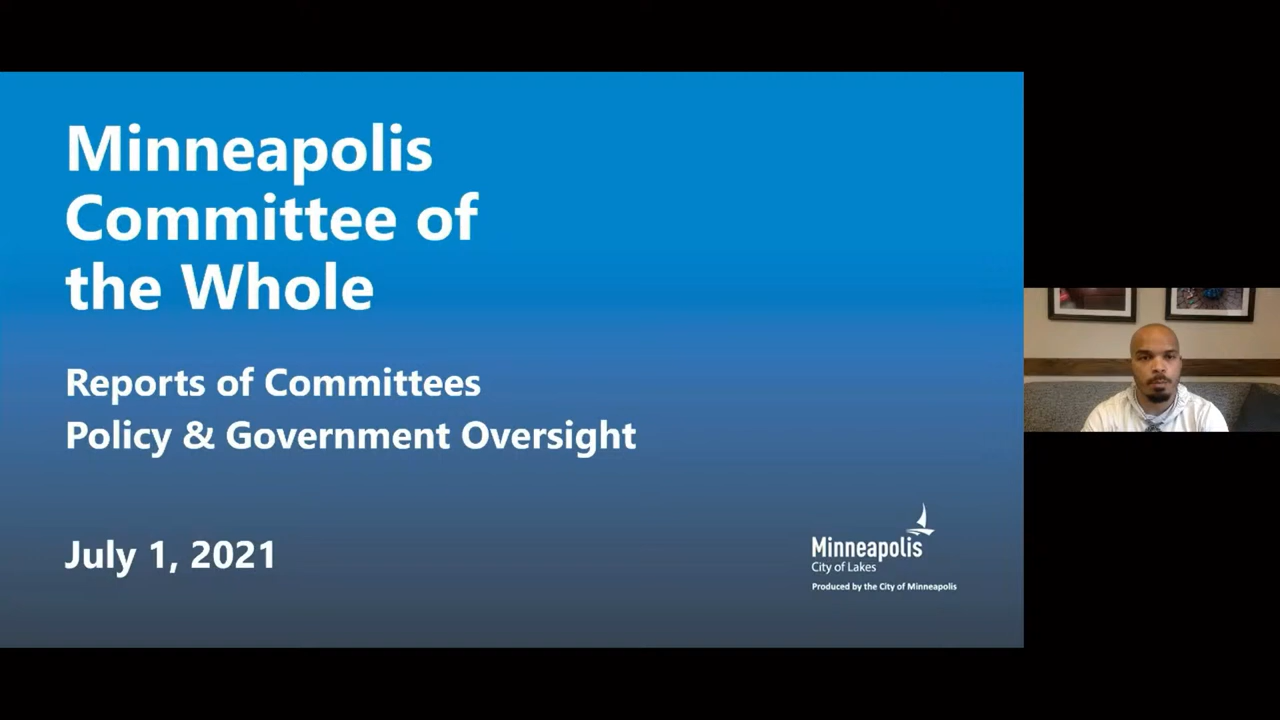 Minneapolis
Committee of
the Whole
Reports of Committees
Policy & Government Oversight
July 1, 2021
Minneapolis
City of Lakes
Produced by the City of Minneapolis